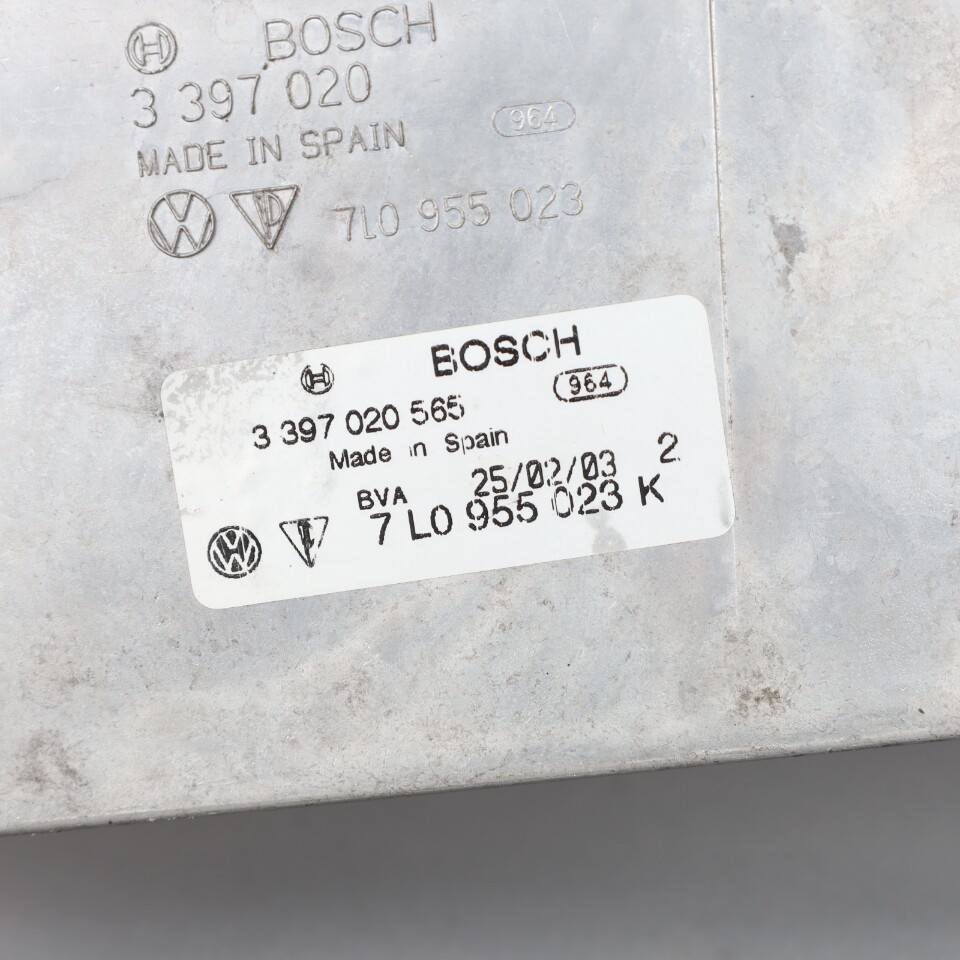 BOSCH
3 397 020
964
MADE IN SPAIN
7L0 955 023
BOSCH
964
3 397 020 565
Made in Spain
BVA 25/02/03 2
7 L0 955 023 K